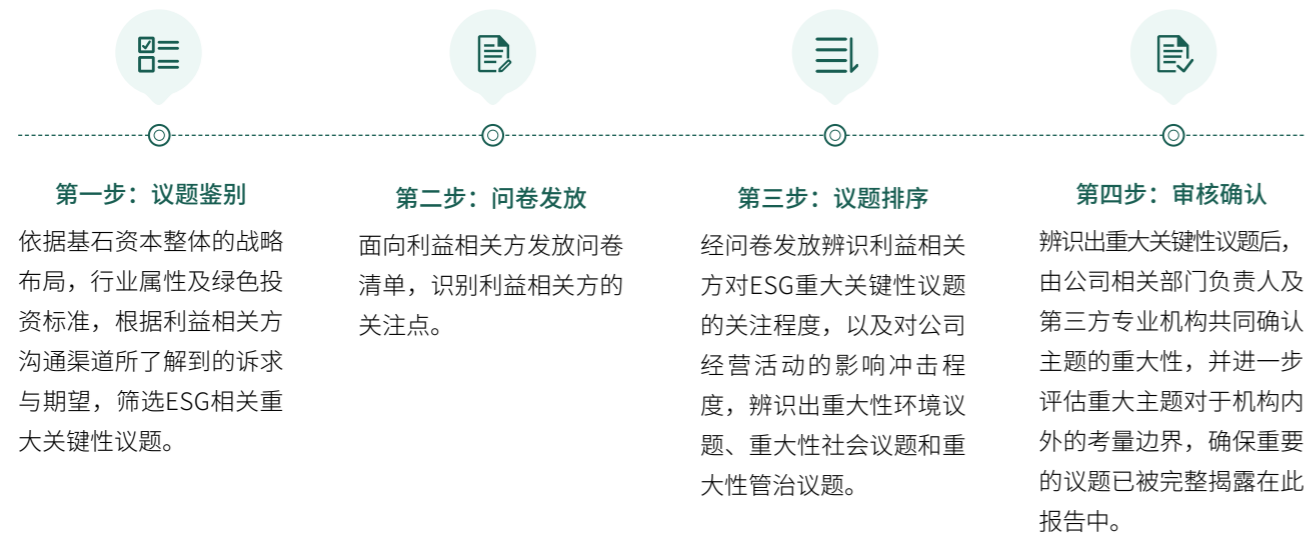 第一步：议题鉴别
依据基石资本整体的战略
布局，行业属性及绿色投
资标准，根据利益相关方
沟通渠道所了解到的诉求
与期望，筛选ESG相关重
大关键性议题。
第二步：问卷发放
面向利益相关方发放问卷
清单，识别利益相关方的
关注点。
第三步：议题排序
经问卷发放辨识利益相关
方对ESG重大关键性议题
的关注程度，以及对公司
经营活动的影响冲击程
度，辨识出重大性环境议
题、重大性社会议题和重
大性管治议题。
第四步：审核确认
辨识出重大关键性议题后，
由公司相关部门负责人及
第三方专业机构共同确认
主题的重大性，并进一步
评估重大主题对于机构内
外的考量边界，确保重要
的议题已被完整揭露在此
报告中。